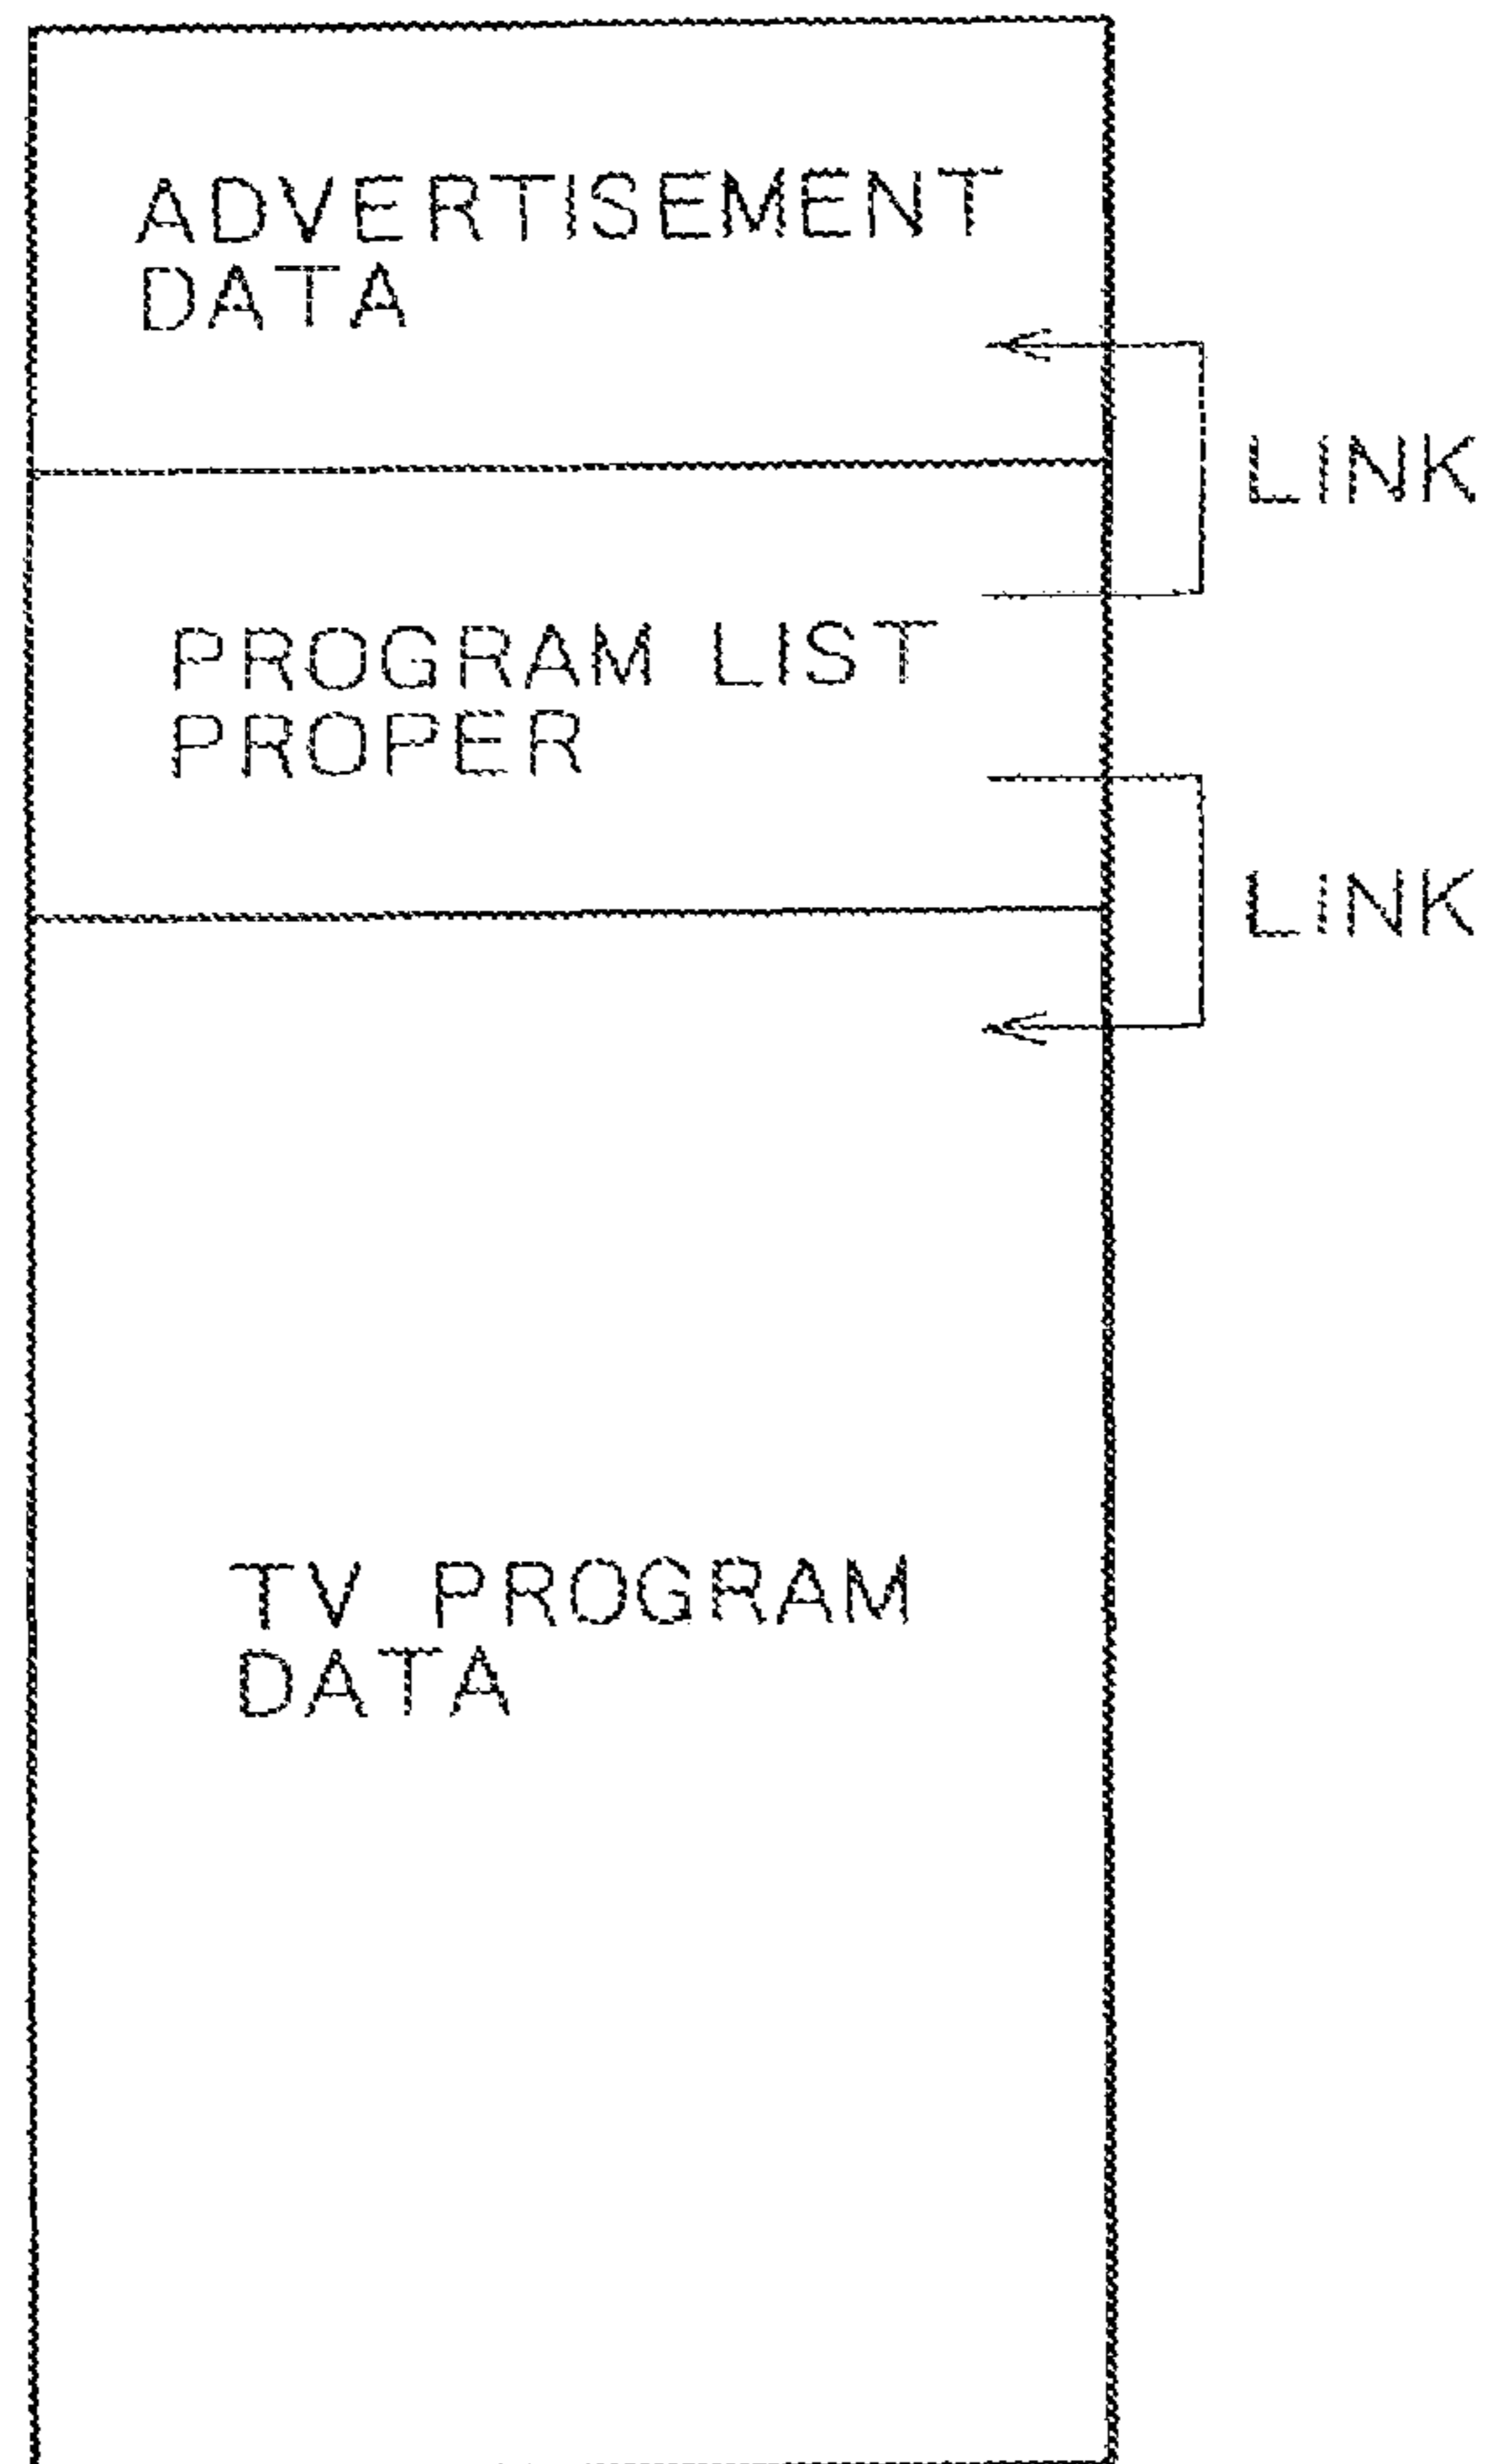 ADVERTISEMENT
DATA
LINK
PROGRAM LIST
PROPER
LINK
TV PROGRAM
DATA